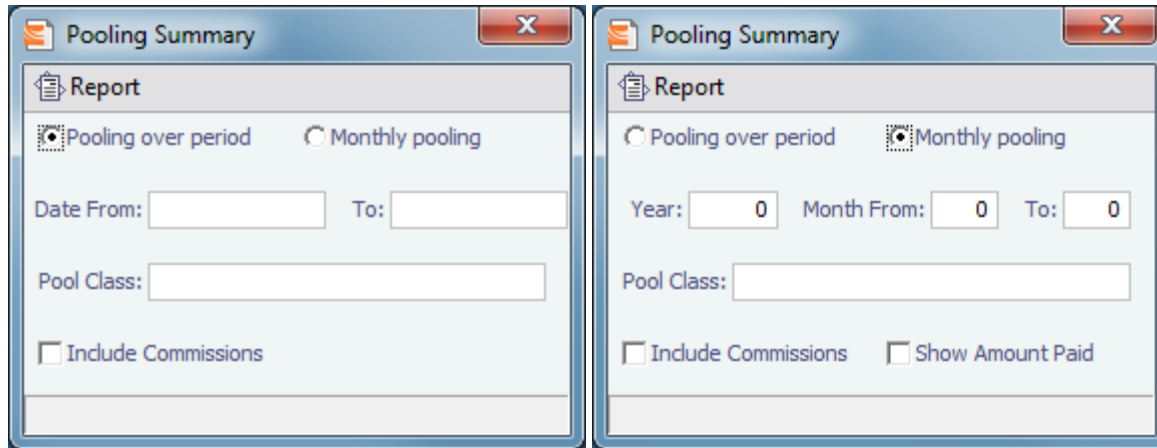 Pooling Summary
Report
Pooling over period Monthly pooling
Date From: To:
Pool Class:
Include Commissions
Pooling Summary
Report
Pooling over period Monthly pooling
Year: 0 Month From: 0 To: 0
Pool Class:
Include Commissions Show Amount Paid